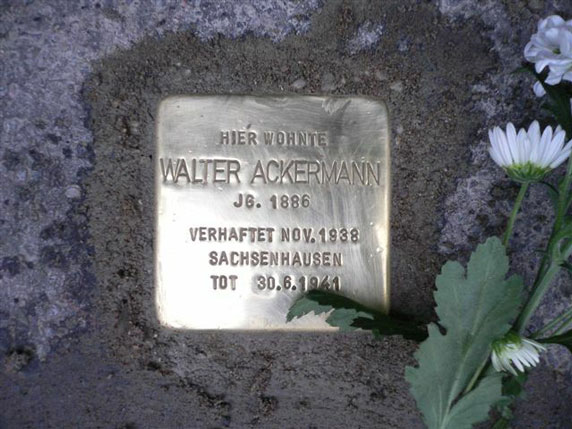 HIER WOHNTE
WALTER ACKERMANN
JG. 1886
VERHAFTET NOV. 1938
SACHSENHAUSEN
TOT 30.6.1941